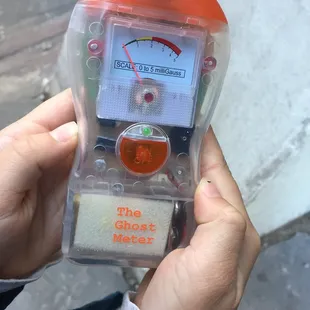 SCALE: 0 to 5 milliGauss
The
Ghost
Meter